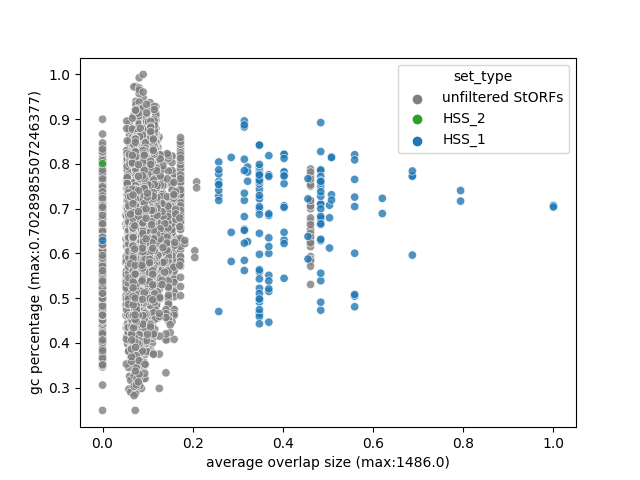 set_type
unfiltered StORFs
HSS_2
HSS_1
1.0
0.9
0.8
0.7
0.6
0.5
0.4
0.3
gc percentage (max:0.7028985507246377)
0.0
0.2
0.4
0.6
0.8
1.0
average overlap size (max:1486.0)